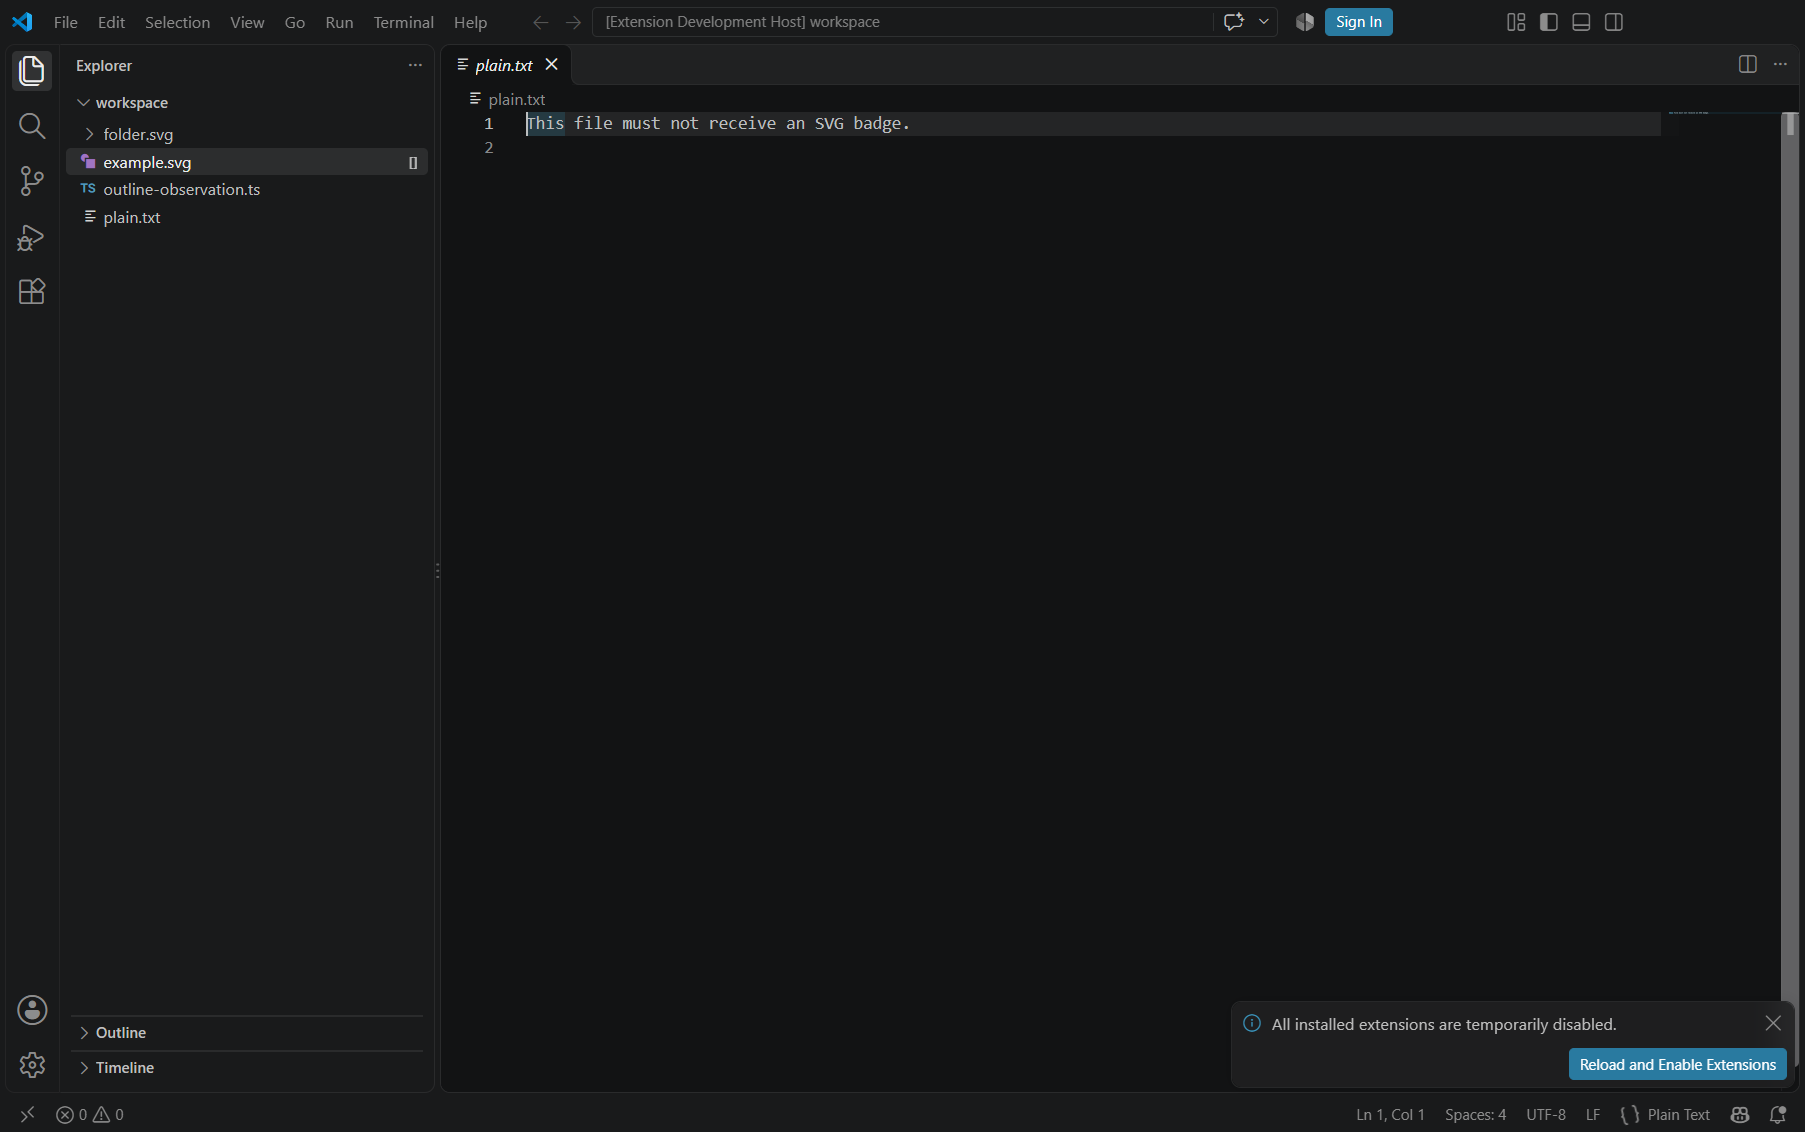 File Edit Selection View Go Run Terminal Help
[Extension Development Host] workspace
Sign In
Explorer
workspace
folder.svg
example.svg
[]
TS outline-observation.ts
plain.txt
plain.txt
plain.txt
1 This file must not receive an SVG badge.
2
All installed extensions are temporarily disabled.
Reload and Enable Extensions
Outline
Timeline
0 0
Ln 1, Col 1 Spaces: 4 UTF-8 LF { } Plain Text